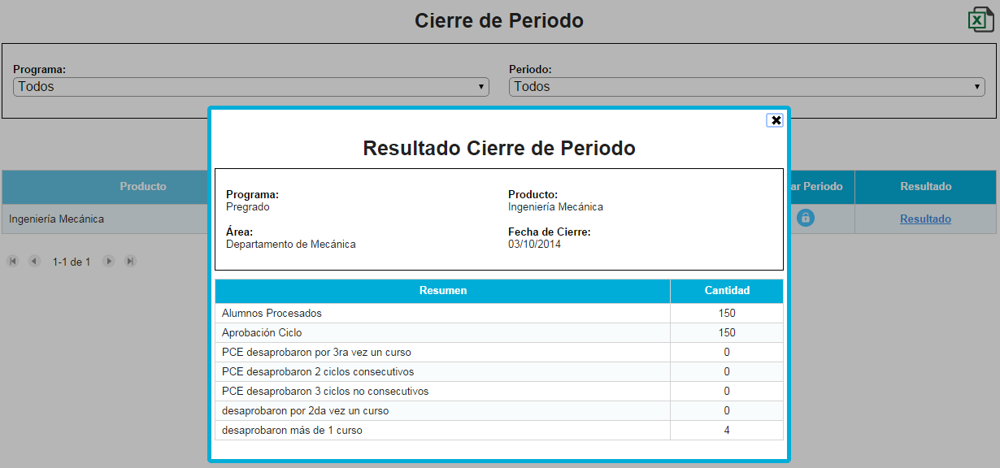 Cierre de Periodo
Programa:
Periodo:
Todos
Todos
Resultado Cierre de Periodo
Programa:
Pregrado
Producto:
Ingeniería Mecánica
Área:
Departamento de Mecánica
Fecha de Cierre:
03/10/2014
Resumen Cantidad
Alumnos Procesados 150
Aprobación Ciclo 150
PCE desaprobaron por 3ra vez un curso 0
PCE desaprobaron 2 ciclos consecutivos 0
PCE desaprobaron 3 ciclos no consecutivos 0
desaprobaron por 2da vez un curso 0
desaprobaron más de 1 curso 4
Producto
ar Periodo
Resultado
Ingeniería Mecánica
Resultado
1-1 de 1